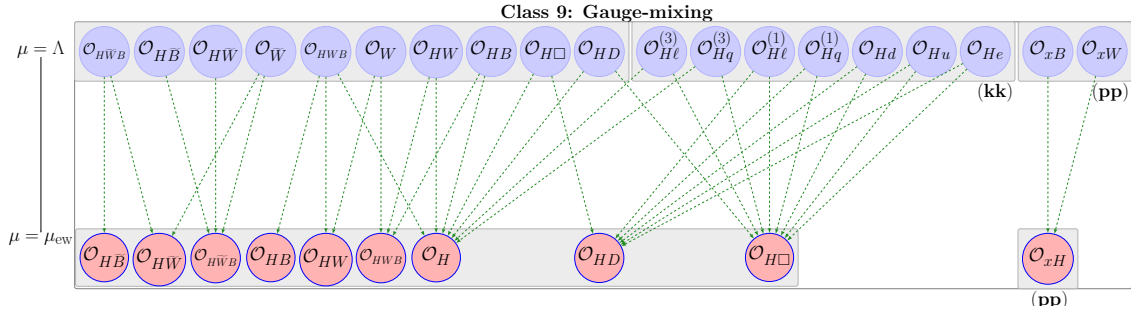 Class 9: Gauge-mixing
μ = Λ
𝒪_{HW̃B} 𝒪_{HB̃} 𝒪_{HW̃} 𝒪_{W̃} 𝒪_{HWB} 𝒪_W 𝒪_{HW} 𝒪_{HB} 𝒪_{H□} 𝒪_{HD} 𝒪_{Hℓ}^{(3)} 𝒪_{Hq}^{(3)} 𝒪_{Hℓ}^{(1)} 𝒪_{Hq}^{(1)} 𝒪_{Hd} 𝒪_{Hu} 𝒪_{He} 𝒪_{xB} 𝒪_{xW}
(kk) (pp)
μ = μ_{ew}
𝒪_{HB̃} 𝒪_{HW̃} 𝒪_{HW̃B} 𝒪_{HB} 𝒪_{HW} 𝒪_{HWB} 𝒪_H 𝒪_{HD} 𝒪_{H□} 𝒪_{xH}
(pp)